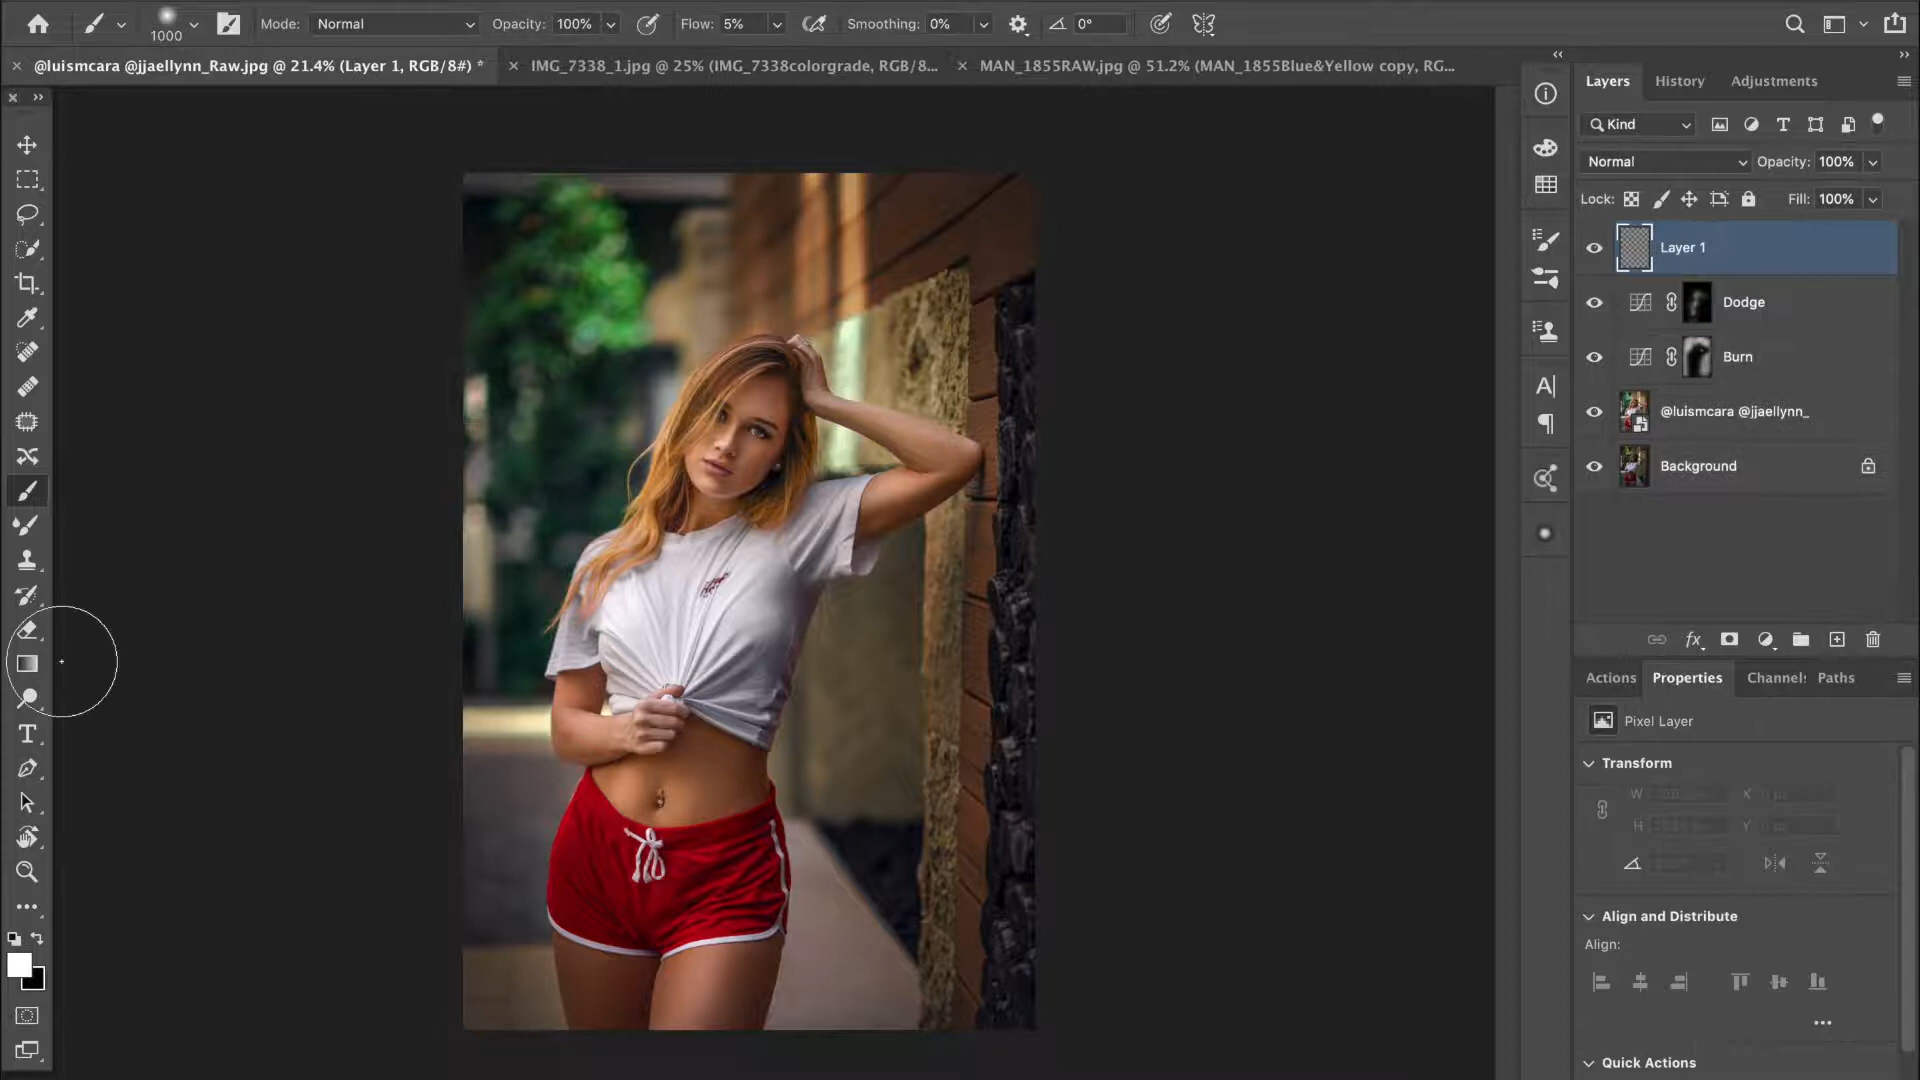 1000
Mode: Normal Opacity: 100% Flow: 5% Smoothing: 0% 0°
@luismcara @jjaellynn_Raw.jpg @ 21.4% (Layer 1, RGB/8#) * IMG_7338_1.jpg @ 25% (IMG_7338colorgrade, RGB/8... MAN_1855RAW.jpg @ 51.2% (MAN_1855Blue&Yellow copy, RG...
Layers History Adjustments
Kind
Normal Opacity: 100%
Lock: Fill: 100%
Layer 1
Dodge
Burn
@luismcara @jjaellynn_
Background
Actions Properties Channel: Paths
Pixel Layer
Transform
W X
H Y
Align and Distribute
Align:
Quick Actions